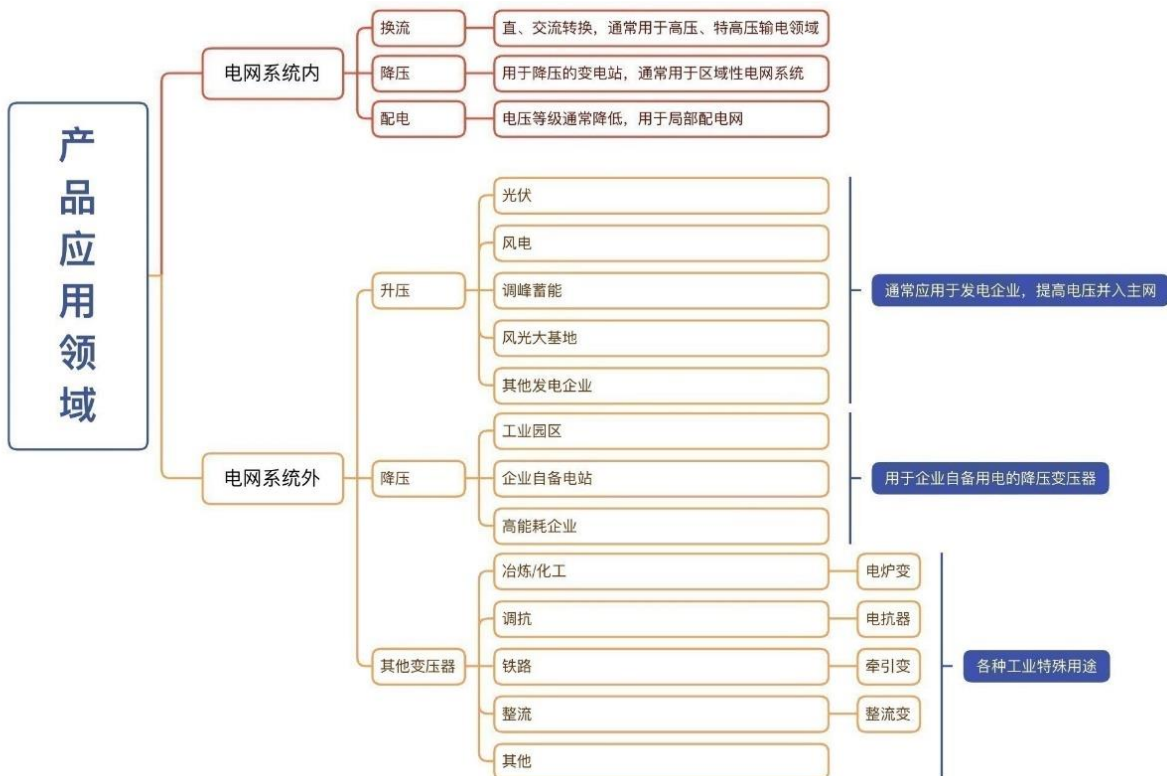 产品应用领域
电网系统内
换流
直、交流转换，通常用于高压、特高压输电领域
降压
用于降压的变电站，通常用于区域性电网系统
配电
电压等级通常降低，用于局部配电网
电网系统外
升压
光伏
风电
调峰蓄能
风光大基地
其他发电企业
通常应用于发电企业，提高电压并入主网
降压
工业园区
企业自备电站
高能耗企业
用于企业自备用电的降压变压器
其他变压器
冶炼/化工
电炉变
调抗
电抗器
铁路
牵引变
整流
整流变
其他
各种工业特殊用途